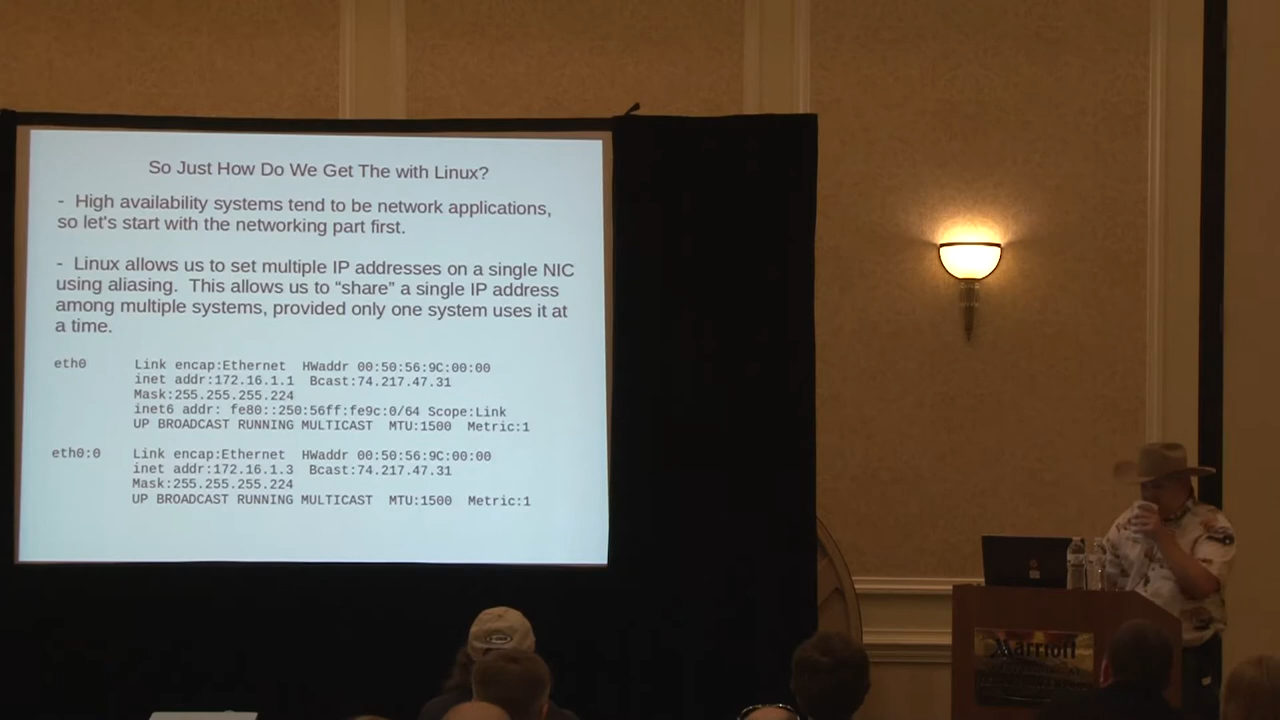 So Just How Do We Get The with Linux?
- High availability systems tend to be network applications,
so let's start with the networking part first.
- Linux allows us to set multiple IP addresses on a single NIC
using aliasing. This allows us to “share” a single IP address
among multiple systems, provided only one system uses it at
a time.
eth0 Link encap:Ethernet HWaddr 00:50:56:9C:00:00
inet addr:172.16.1.1 Bcast:74.217.47.31
Mask:255.255.255.224
inet6 addr: fe80::250:56ff:fe9c:0/64 Scope:Link
UP BROADCAST RUNNING MULTICAST MTU:1500 Metric:1
eth0:0 Link encap:Ethernet HWaddr 00:50:56:9C:00:00
inet addr:172.16.1.3 Bcast:74.217.47.31
Mask:255.255.255.224
UP BROADCAST RUNNING MULTICAST MTU:1500 Metric:1
Marriott